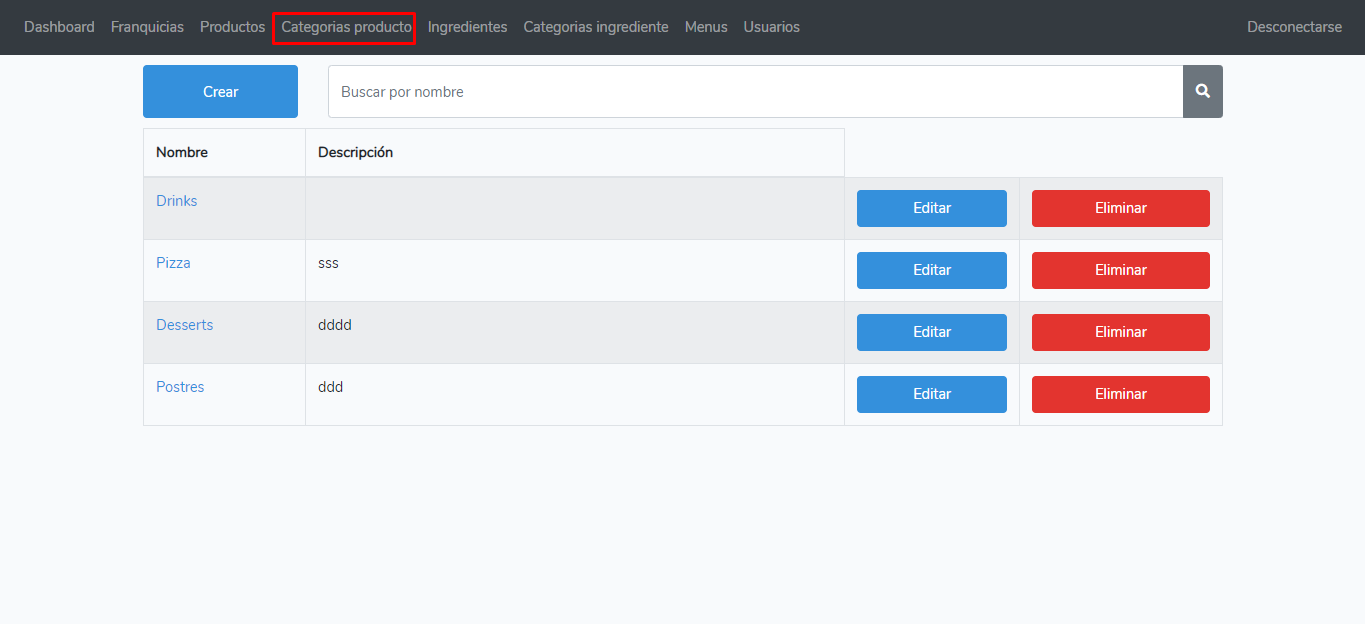 Dashboard Franquicias Productos Categorias producto Ingredientes Categorias ingrediente Menus Usuarios Desconectarse
Crear Buscar por nombre
Nombre Descripción
Drinks Editar Eliminar
Pizza sss Editar Eliminar
Desserts dddd Editar Eliminar
Postres ddd Editar Eliminar